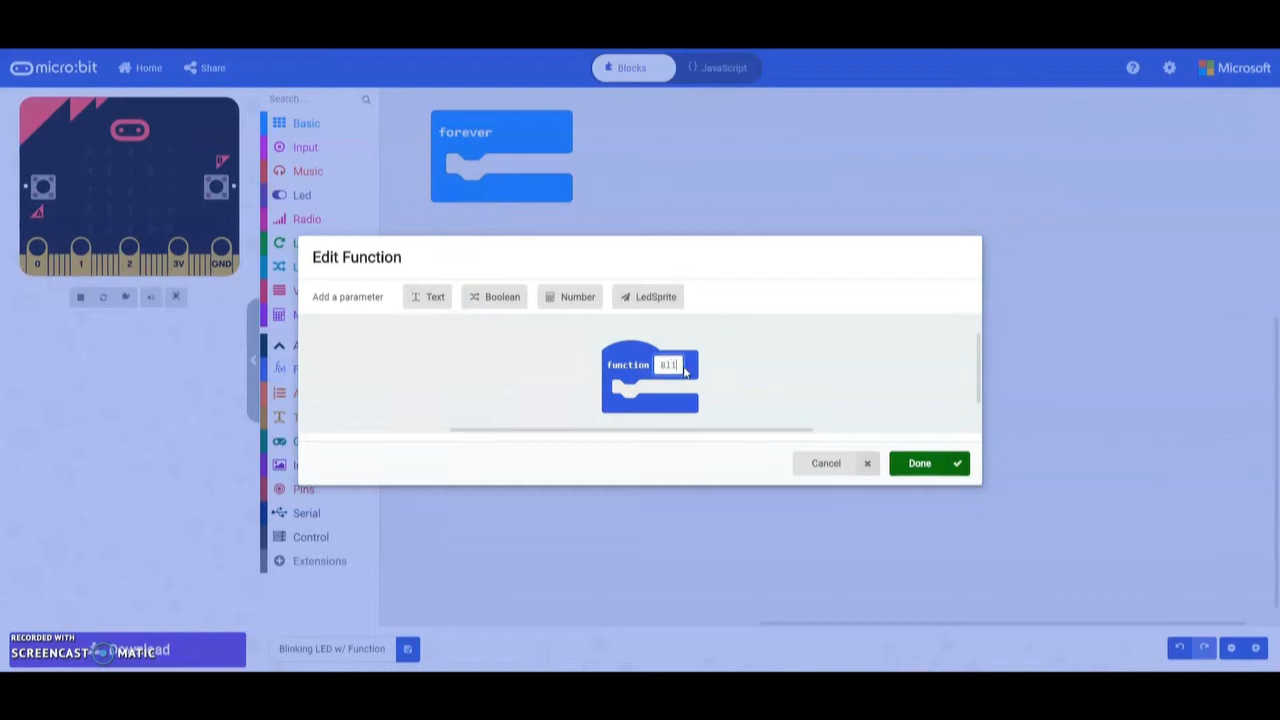 micro:bit
Home
Share
Blocks
{} JavaScript
Microsoft
Search...
Basic
Input
Music
Led
Radio
L
L
V
M
A
F
A
T
G
I
Pins
Serial
Control
Extensions
B
A
0
1
2
3V
GND
forever
Edit Function
Add a parameter
Text
Boolean
Number
LedSprite
function
Bli
Cancel
Done
RECORDED WITH
SCREENCAST MATIC
Download
Blinking LED w/ Function